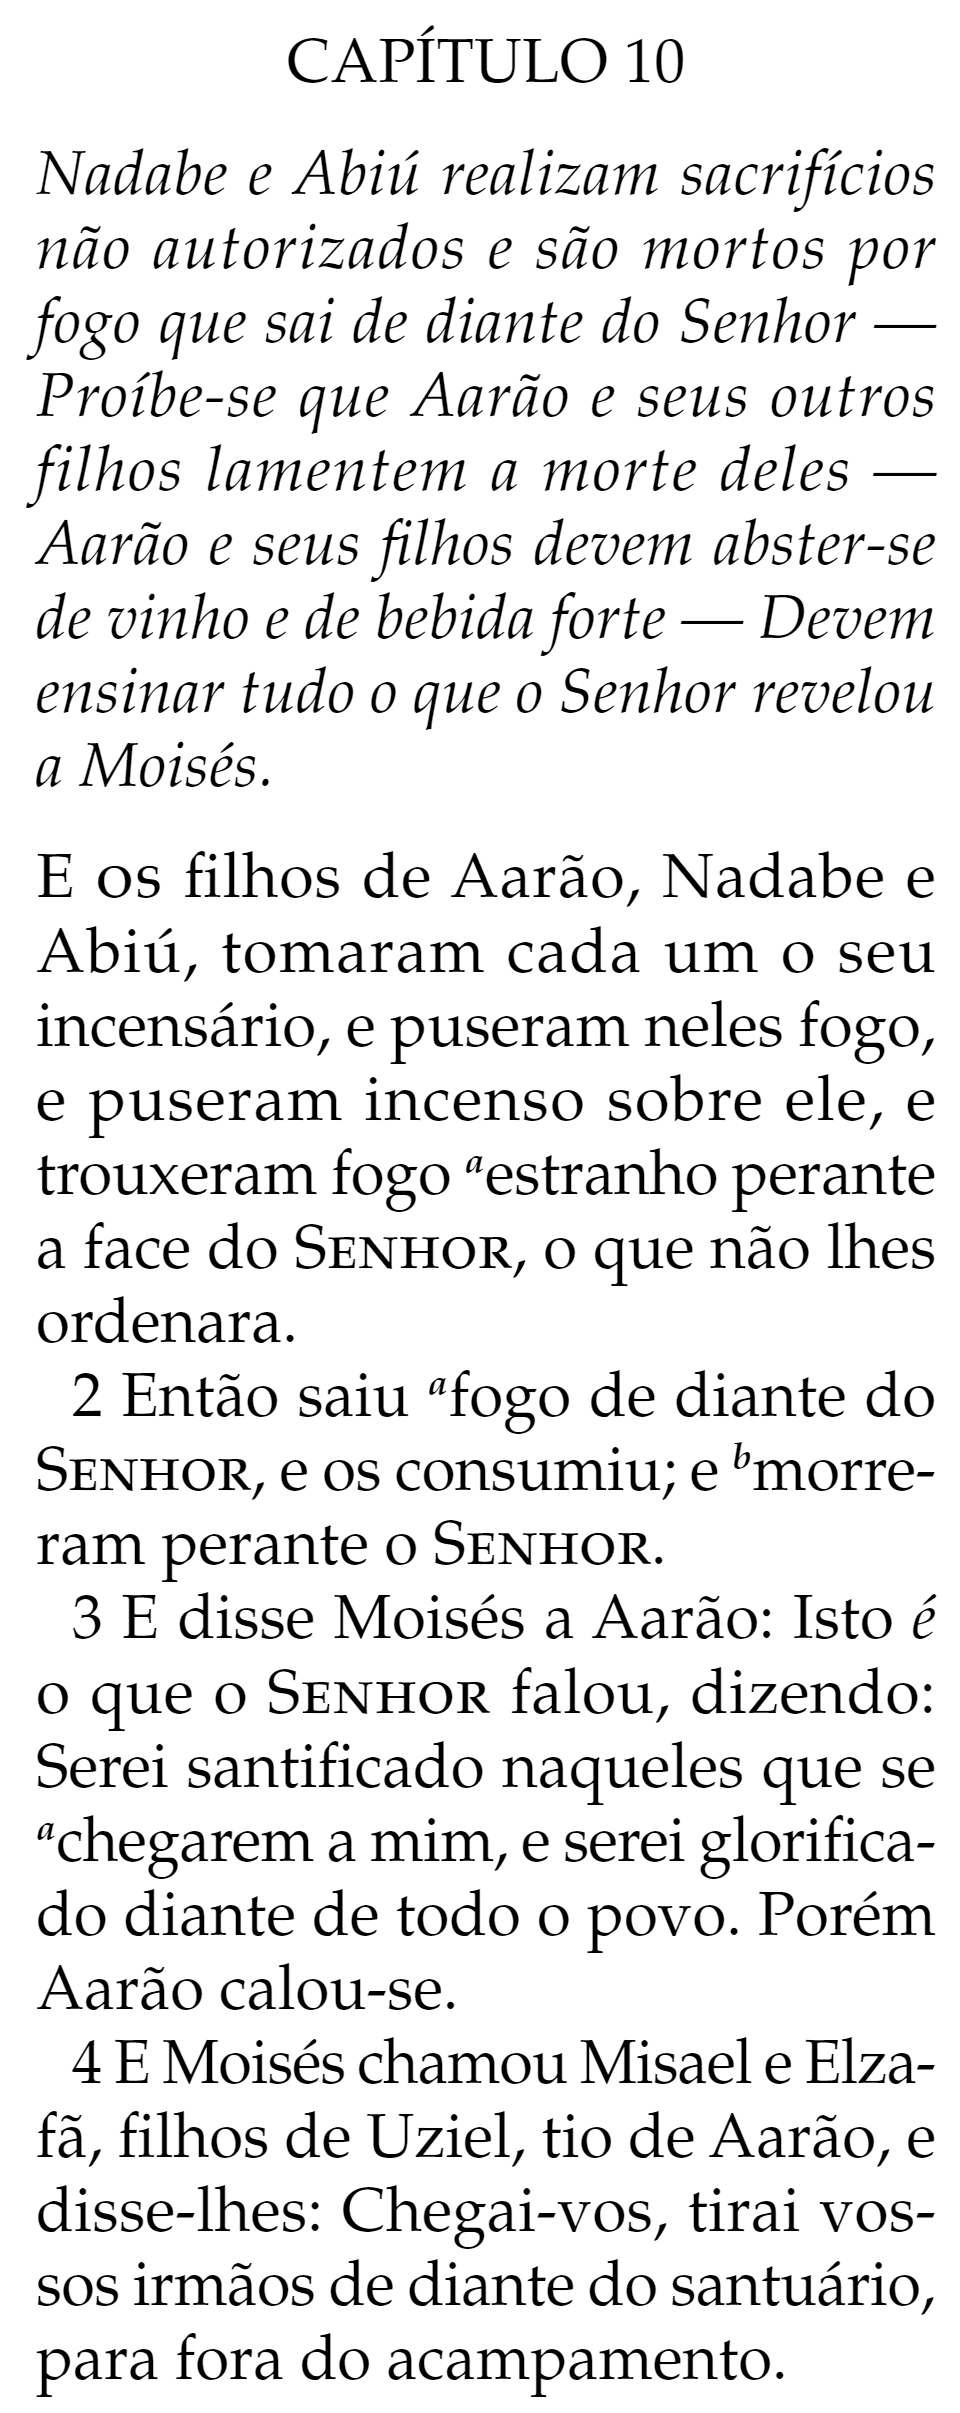 CAPÍTULO 10
Nadabe e Abiú realizam sacrifícios
não autorizados e são mortos por
fogo que sai de diante do Senhor —
Proíbe-se que Aarão e seus outros
filhos lamentem a morte deles —
Aarão e seus filhos devem abster-se
de vinho e de bebida forte — Devem
ensinar tudo o que o Senhor revelou
a Moisés.
E os filhos de Aarão, Nadabe e
Abiú, tomaram cada um o seu
incensário, e puseram neles fogo,
e puseram incenso sobre ele, e
trouxeram fogo ᵃestranho perante
a face do SENHOR, o que não lhes
ordenara.
2 Então saiu ᵃfogo de diante do
SENHOR, e os consumiu; e ᵇmorre-
ram perante o SENHOR.
3 E disse Moisés a Aarão: Isto é
o que o SENHOR falou, dizendo:
Serei santificado naqueles que se
ᵃchegarem a mim, e serei glorifica-
do diante de todo o povo. Porém
Aarão calou-se.
4 E Moisés chamou Misael e Elza-
fã, filhos de Uziel, tio de Aarão, e
disse-lhes: Chegai-vos, tirai vos-
sos irmãos de diante do santuário,
para fora do acampamento.